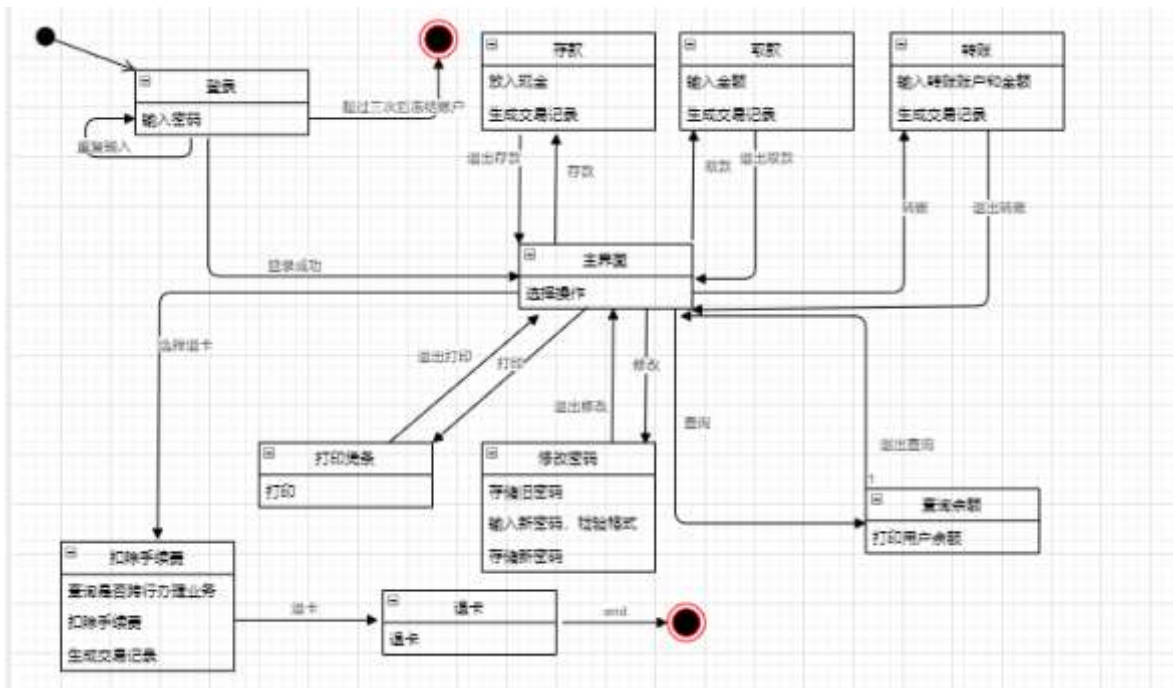 登录
输入密码
重复输入
超过三次后冻结账户
存款
放入现金
生成交易记录
取款
输入金额
生成交易记录
转账
输入转账账户和金额
生成交易记录
退出存款
存款
取款
退出取款
转账
退出转账
登录成功
主界面
选择操作
选择退卡
退出打印
打印
退出修改
修改
查询
退出查询
1
打印凭条
打印
修改密码
存储旧密码
输入新密码、检验格式
存储新密码
查询余额
打印用户余额
扣除手续费
查询是否跨行办理业务
扣除手续费
生成交易记录
退卡
退卡
退卡
end